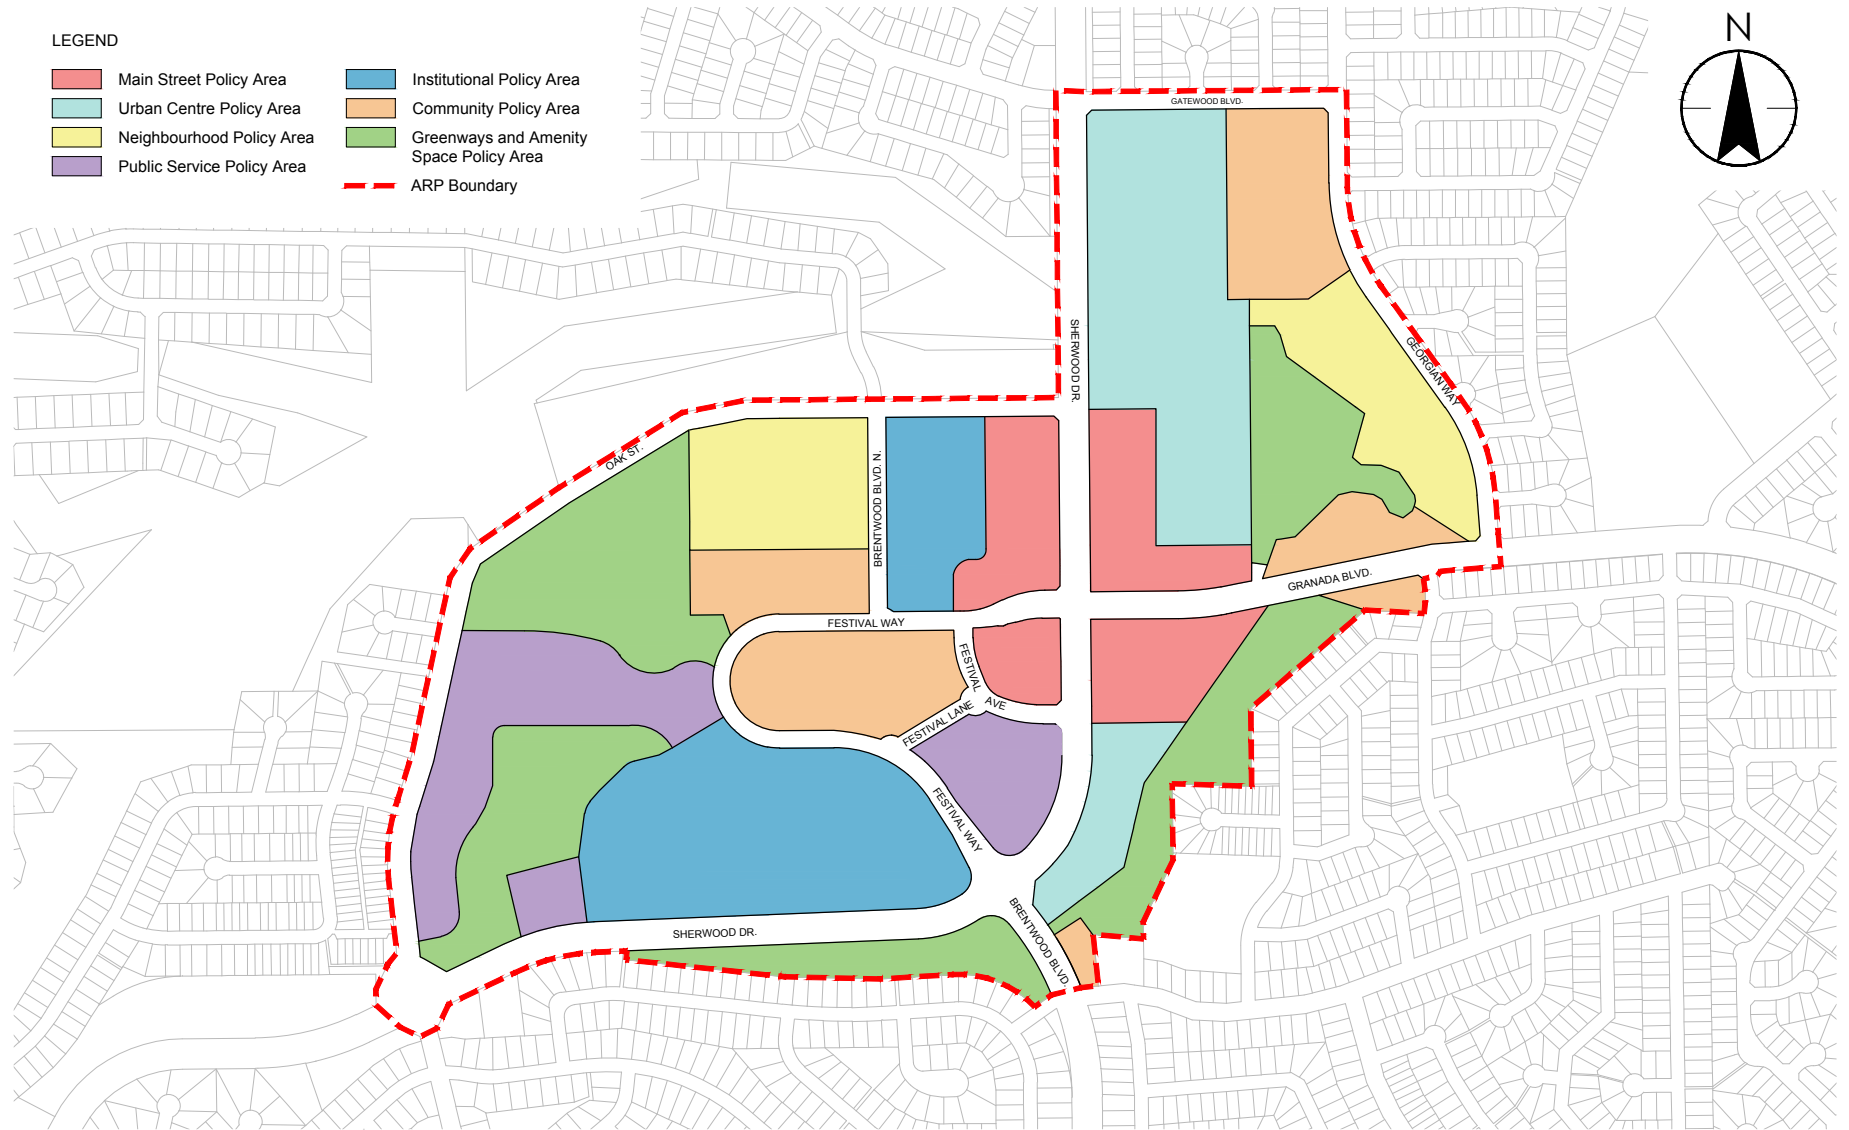 LEGEND
Main Street Policy Area
Urban Centre Policy Area
Neighbourhood Policy Area
Public Service Policy Area
Institutional Policy Area
Community Policy Area
Greenways and Amenity
Space Policy Area
ARP Boundary
N
GATEWOOD BLVD.
SHERWOOD DR.
GEORGIAN WAY
OAK ST.
BRENTWOOD BLVD. N.
GRANADA BLVD.
FESTIVAL WAY
FESTIVAL
AVE
FESTIVAL LANE
FESTIVAL WAY
BRENTWOOD BLVD.
SHERWOOD DR.